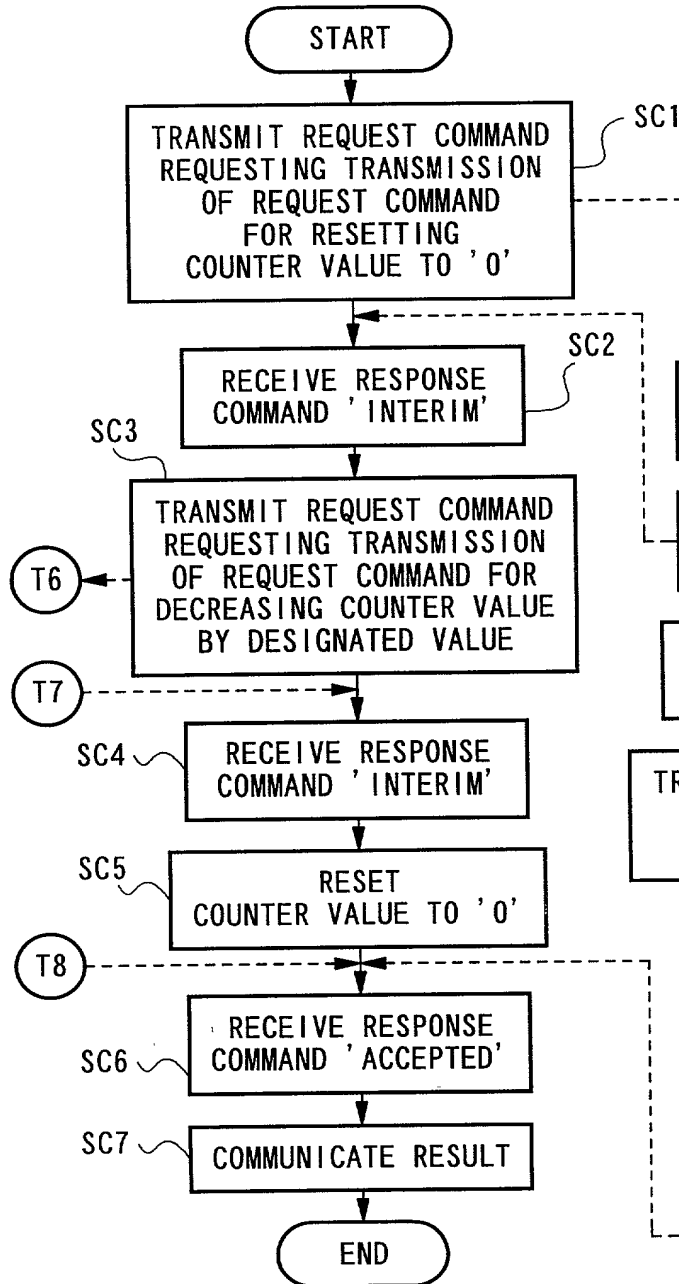 START
SC1
TRANSMIT REQUEST COMMAND
REQUESTING TRANSMISSION
OF REQUEST COMMAND
FOR RESETTING
COUNTER VALUE TO '0'
SC2
RECEIVE RESPONSE
COMMAND 'INTERIM'
SC3
TRANSMIT REQUEST COMMAND
REQUESTING TRANSMISSION
OF REQUEST COMMAND FOR
DECREASING COUNTER VALUE
BY DESIGNATED VALUE
T6
T7
SC4
RECEIVE RESPONSE
COMMAND 'INTERIM'
TR
SC5
RESET
COUNTER VALUE TO '0'
T8
RECEIVE RESPONSE
COMMAND 'ACCEPTED'
SC6
SC7
COMMUNICATE RESULT
END